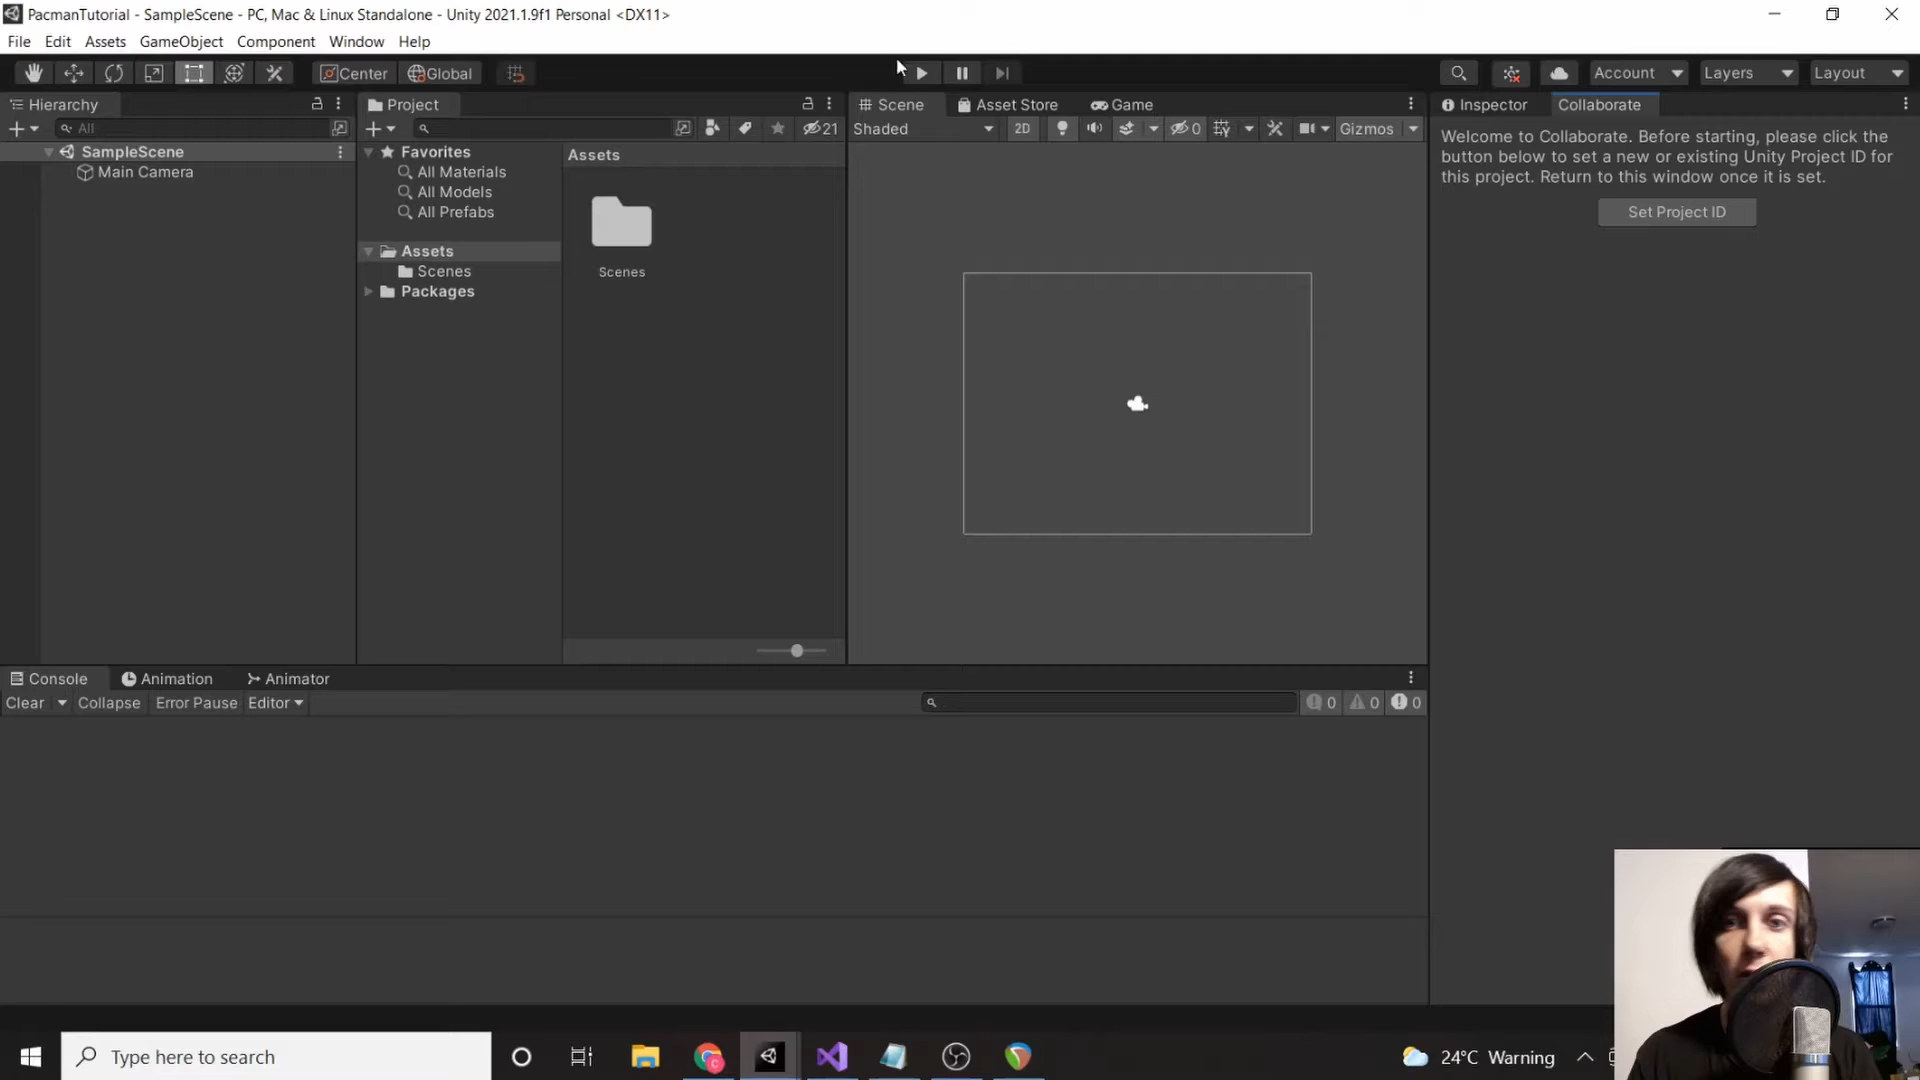 PacmanTutorial - SampleScene - PC, Mac & Linux Standalone - Unity 2021.1.9f1 Personal <DX11>
File Edit Assets GameObject Component Window Help
Center Global Account Layers Layout
Hierarchy Project Scene Asset Store Game Inspector Collaborate
All 21 Shaded 2D 0 Gizmos
SampleScene
Main Camera
Favorites
All Materials
All Models
All Prefabs
Assets
Scenes
Packages
Assets
Scenes
Welcome to Collaborate. Before starting, please click the
button below to set a new or existing Unity Project ID for
this project. Return to this window once it is set.
Set Project ID
Console Animation Animator
Clear Collapse Error Pause Editor 0 0 0
Type here to search 24°C Warning